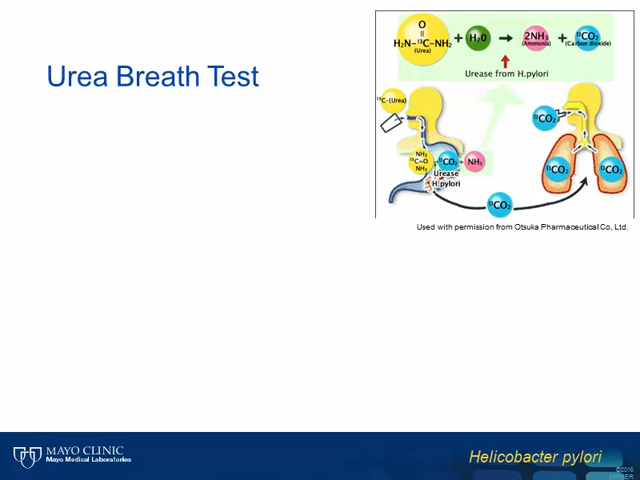 Urea Breath Test
O
H₂N–¹³C–NH₂ + H₂0 → 2NH₃ + ¹³CO₂
(Urea) (Ammonia) (Carbon dioxide)
Urease from H.pylori
¹³C-(Urea)
¹³CO₂
NH₂
¹³C-O
NH₂
¹³CO₂ + NH₃
Urease
H.pylori
¹³CO₂ ¹³CO₂
¹³CO₂
Used with permission from Otsuka Pharmaceutical Co, Ltd.
MAYO CLINIC
Mayo Medical Laboratories
Helicobacter pylori
©2016